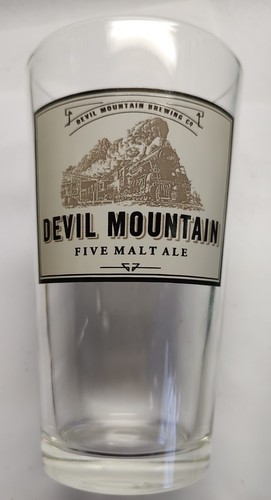 DEVIL MOUNTAIN BREWING CO
DEVIL MOUNTAIN
FIVE MALT ALE